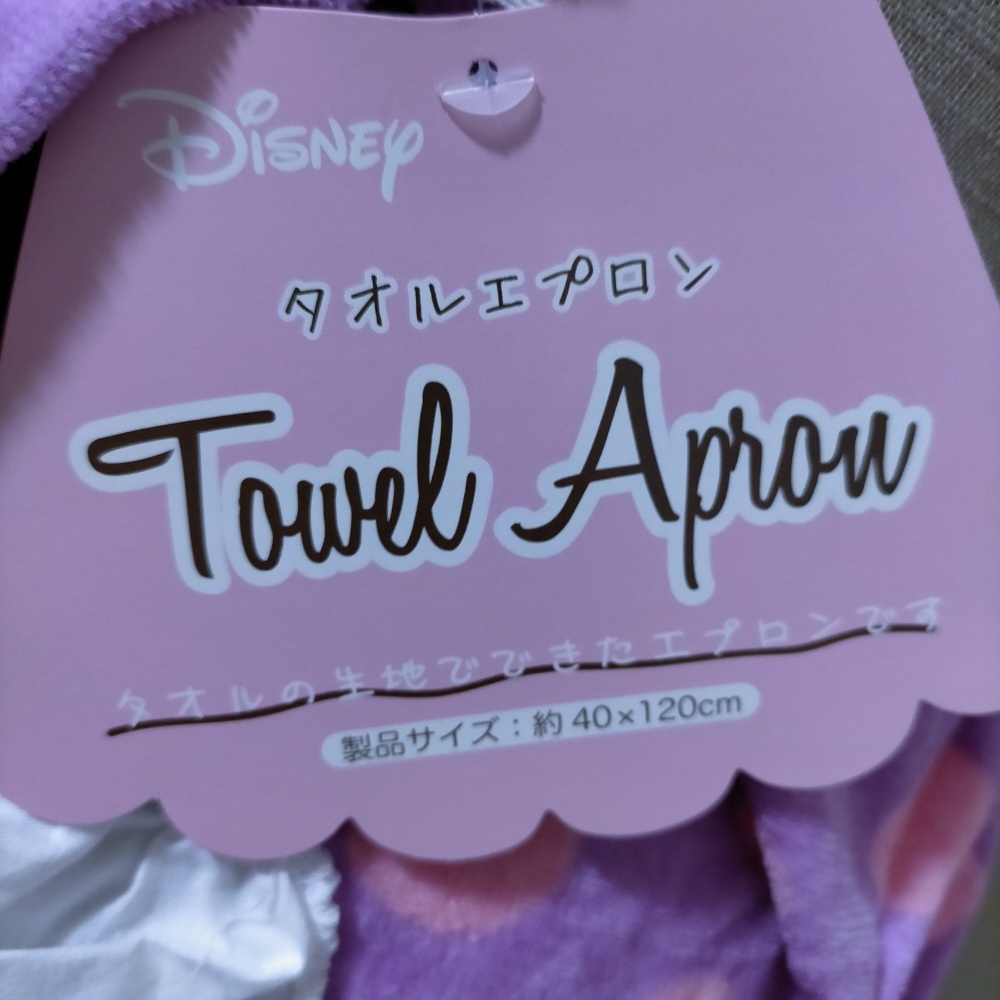 Disney
タオルエプロン
Towel Apron
タオルの生地でできたエプロンです
製品サイズ：約 40×120cm